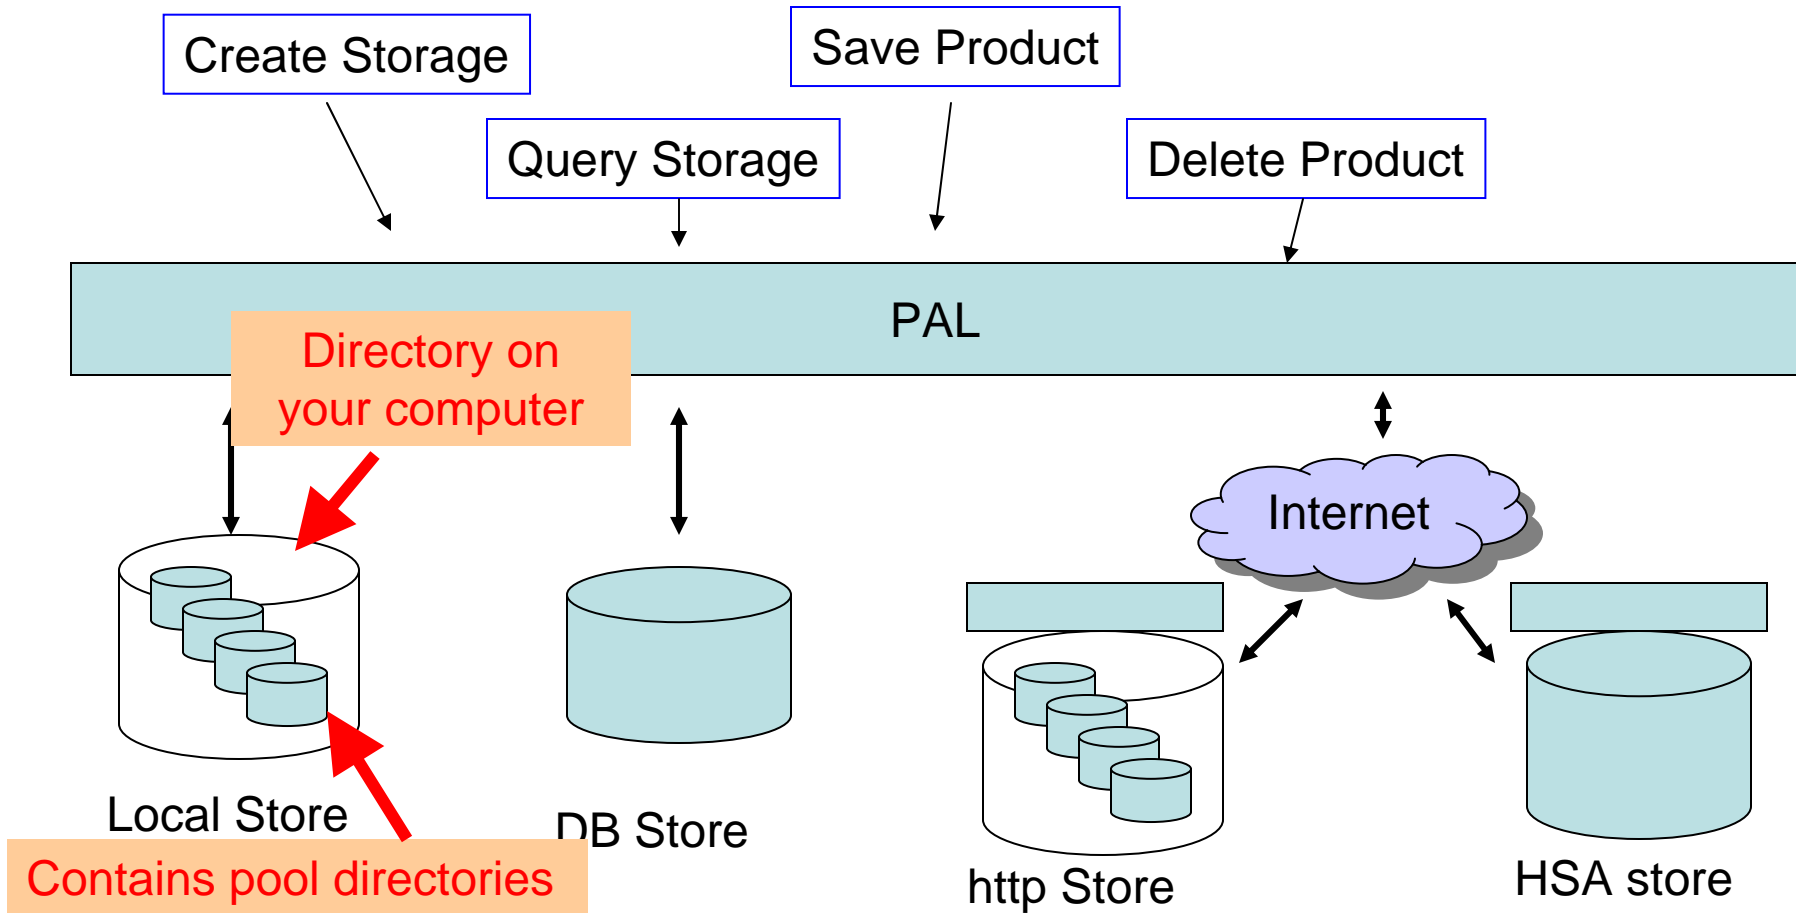 Create Storage
Save Product
Query Storage
Delete Product
PAL
Directory on
your computer
Internet
Local Store
DB Store
Contains pool directories
http Store
HSA store